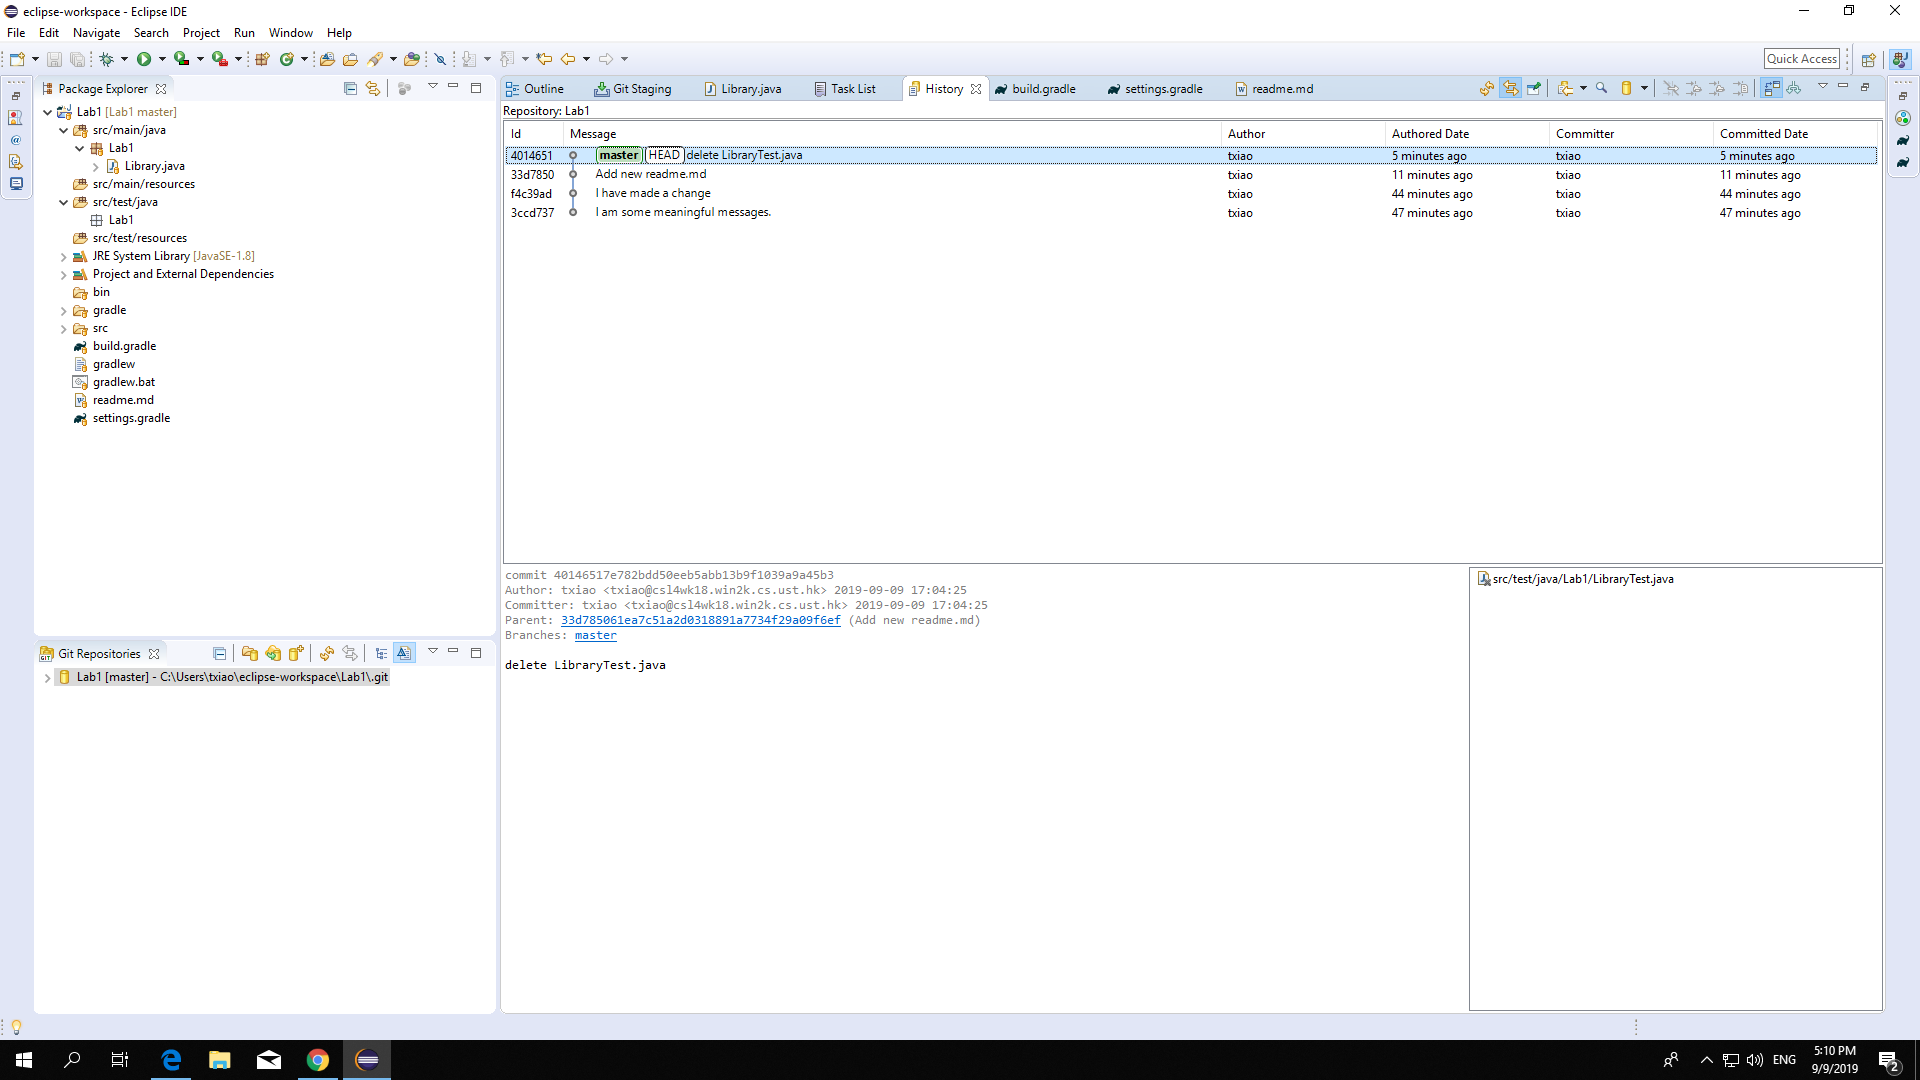 eclipse-workspace - Eclipse IDE
File Edit Navigate Search Project Run Window Help
Quick Access
Package Explorer
Lab1 [Lab1 master]
src/main/java
Lab1
Library.java
src/main/resources
src/test/java
Lab1
src/test/resources
JRE System Library [JavaSE-1.8]
Project and External Dependencies
bin
gradle
src
build.gradle
gradlew
gradlew.bat
readme.md
settings.gradle
Git Repositories
Lab1 [master] - C:\Users\txiao\eclipse-workspace\Lab1\.git
Outline Git Staging Library.java Task List History build.gradle settings.gradle readme.md
Repository: Lab1
Id Message Author Authored Date Committer Committed Date
4014651 master HEAD delete LibraryTest.java txiao 5 minutes ago txiao 5 minutes ago
33d7850 Add new readme.md txiao 11 minutes ago txiao 11 minutes ago
f4c39ad I have made a change txiao 44 minutes ago txiao 44 minutes ago
3ccd737 I am some meaningful messages. txiao 47 minutes ago txiao 47 minutes ago
commit 40146517e782bdd50eeb5abb13b9f1039a9a45b3
Author: txiao <txiao@csl4wk18.win2k.cs.ust.hk> 2019-09-09 17:04:25
Committer: txiao <txiao@csl4wk18.win2k.cs.ust.hk> 2019-09-09 17:04:25
Parent: 33d785061ea7c51a2d0318891a7734f29a09f6ef (Add new readme.md)
Branches: master
delete LibraryTest.java
src/test/java/Lab1/LibraryTest.java
ENG
5:10 PM
9/9/2019
2